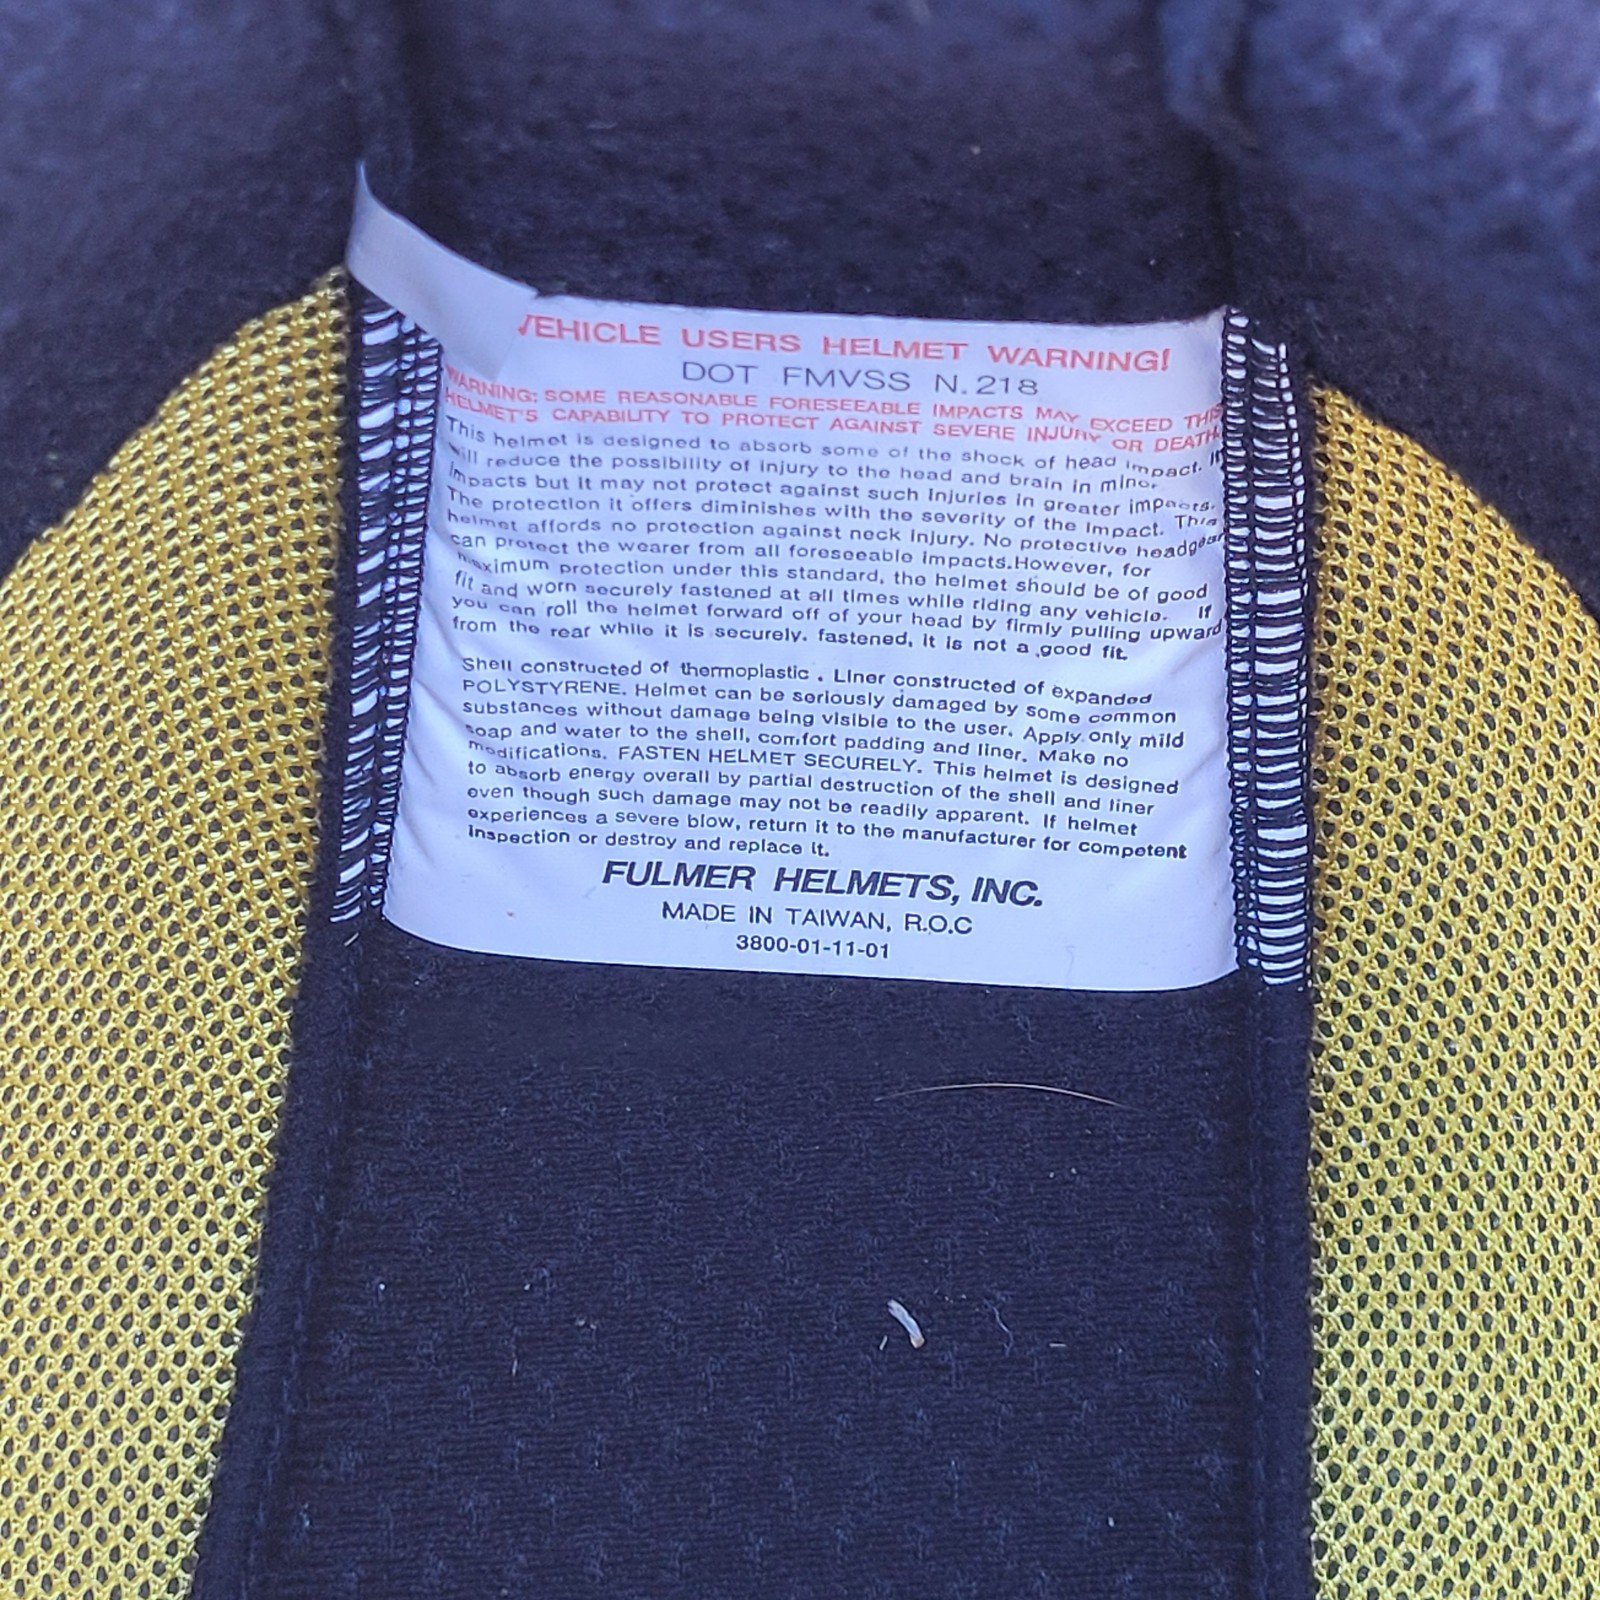 VEHICLE USERS HELMET WARNING!
DOT FMVSS N.218
WARNING: SOME REASONABLE FORESEEABLE IMPACTS MAY EXCEED THIS
HELMET'S CAPABILITY TO PROTECT AGAINST SEVERE INJURY OR DEATH.
This helmet is designed to absorb some of the shock of head impact. It
will reduce the possibility of injury to the head and brain in minor
impacts but it may not protect against such injuries in greater impacts.
The protection it offers diminishes with the severity of the impact. This
helmet affords no protection against neck injury. No protective headgear
can protect the wearer from all foreseeable impacts.However, for
maximum protection under this standard, the helmet should be of good
fit and worn securely fastened at all times while riding any vehicle. If
you can roll the helmet forward off of your head by firmly pulling upward
from the rear while it is securely. fastened, it is not a good fit.
Shell constructed of thermoplastic . Liner constructed of expanded
POLYSTYRENE. Helmet can be seriously damaged by some common
substances without damage being visible to the user. Apply only mild
soap and water to the shell, comfort padding and liner. Make no
modifications. FASTEN HELMET SECURELY. This helmet is designed
to absorb energy overall by partial destruction of the shell and liner
even though such damage may not be readily apparent. If helmet
experiences a severe blow, return it to the manufacturer for competent
inspection or destroy and replace it.
FULMER HELMETS, INC.
MADE IN TAIWAN, R.O.C
3800-01-11-01